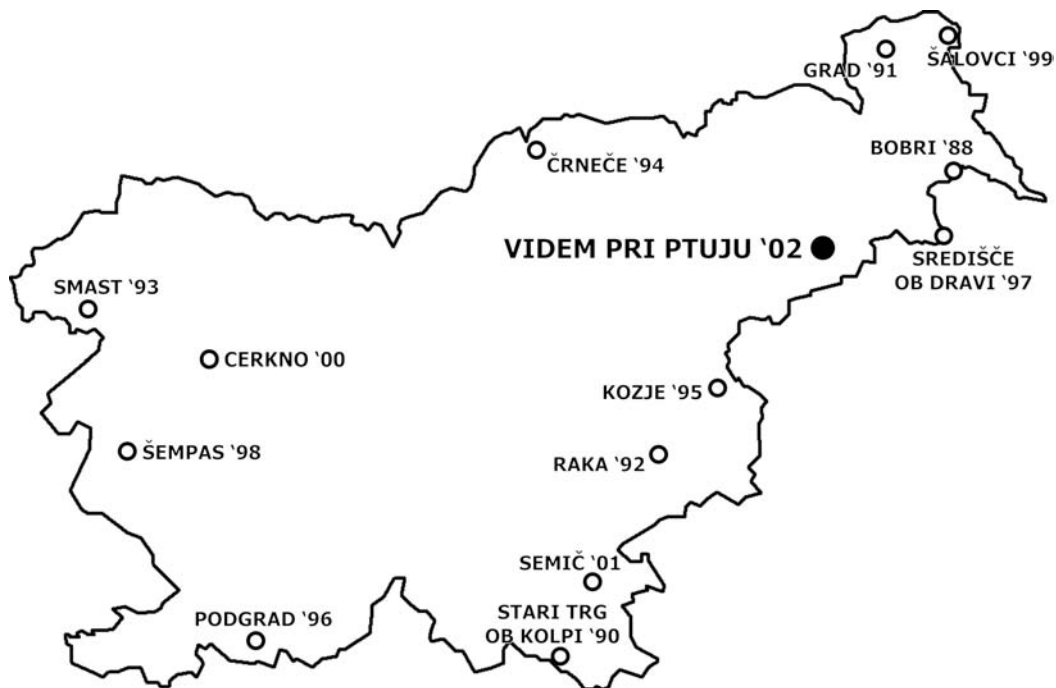 ŠALOVCI ‘99
GRAD ‘91
BOBRI ‘88
ČRNEČE ‘94
VIDEM PRI PTUJU ‘02
SREDIŠČE
OB DRAVI ‘97
SMAST ‘93
CERKNO ‘00
KOZJE ‘95
ŠEMPAS ‘98
RAKA ‘92
SEMIČ ‘01
STARI TRG
OB KOLPI ‘90
PODGRAD ‘96